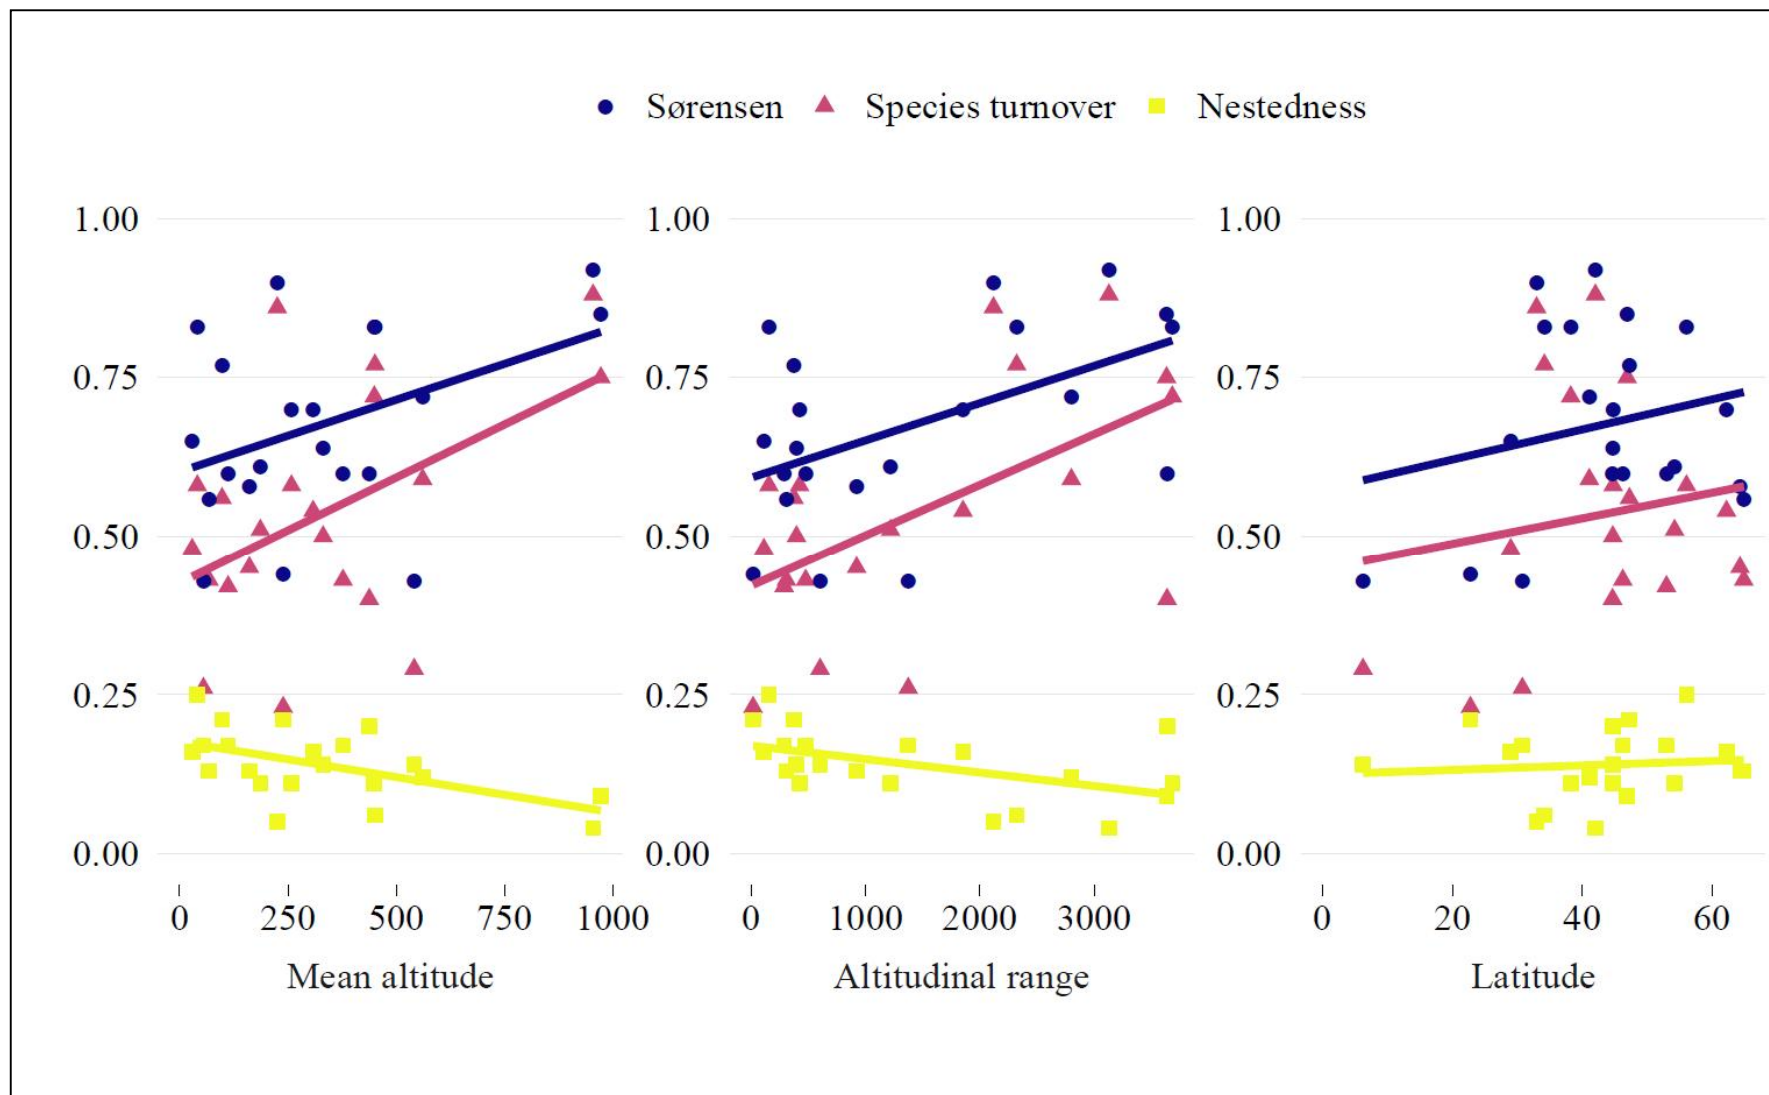 Sørensen Species turnover Nestedness
1.00 1.00 1.00
0.75 0.75 0.75
0.50 0.50 0.50
0.25 0.25 0.25
0.00 0.00 0.00
0 250 500 750 1000 0 1000 2000 3000 0 20 40 60
Mean altitude Altitudinal range Latitude